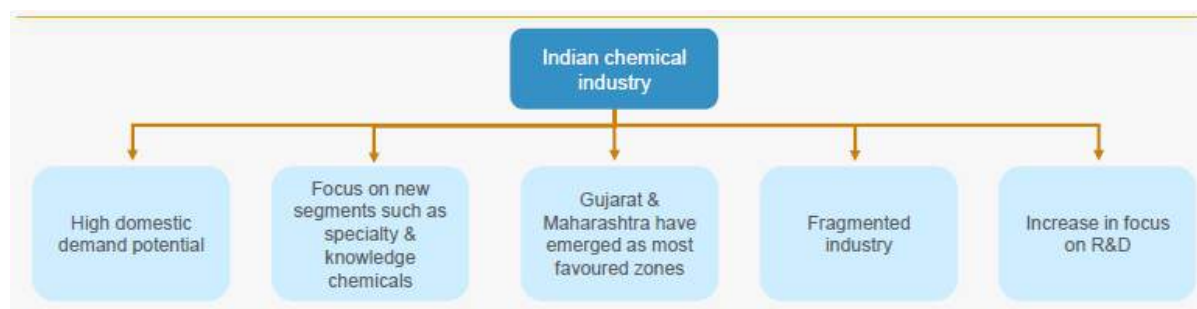 Indian chemical
industry
High domestic
demand potential
Focus on new
segments such as
specialty &
knowledge
chemicals
Gujarat &
Maharashtra have
emerged as most
favoured zones
Fragmented
industry
Increase in focus
on R&D